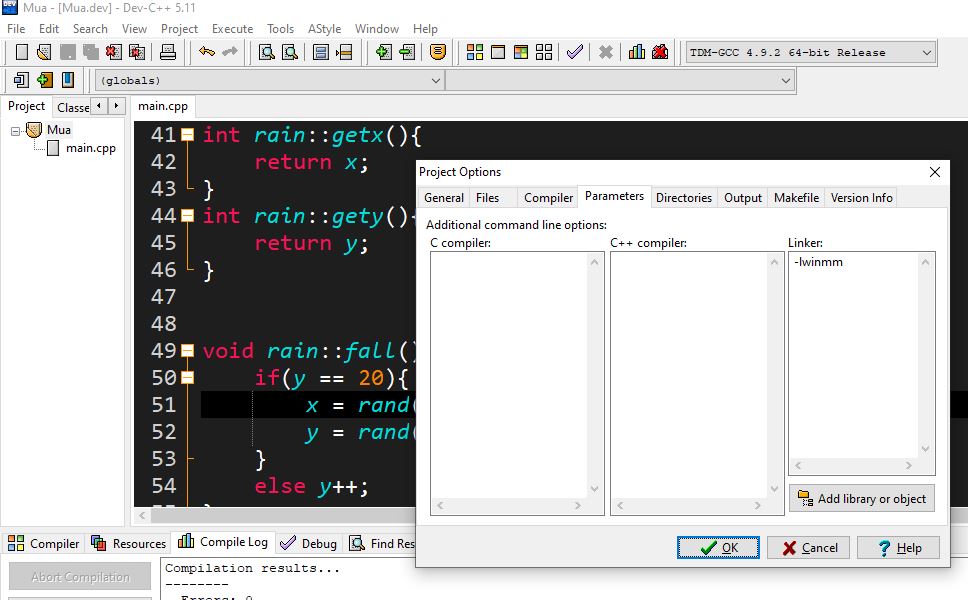 Mua - [Mua.dev] - Dev-C++ 5.11
File Edit Search View Project Execute Tools AStyle Window Help
TDM-GCC 4.9.2 64-bit Release
(globals)
Project Classe main.cpp
Mua
main.cpp
41 int rain::getx(){
42 return x;
43 }
44 int rain::gety(){
45 return y;
46 }
47
48
49 void rain::fall()
50 if(y == 20){
51 x = rand(
52 y = rand(
53 }
54 else y++;
Project Options
General Files Compiler Parameters Directories Output Makefile Version Info
Additional command line options:
C compiler: C++ compiler: Linker:
-lwinmm
Add library or object
OK Cancel Help
Compiler Resources Compile Log Debug Find Res
Abort Compilation
Compilation results...
--------